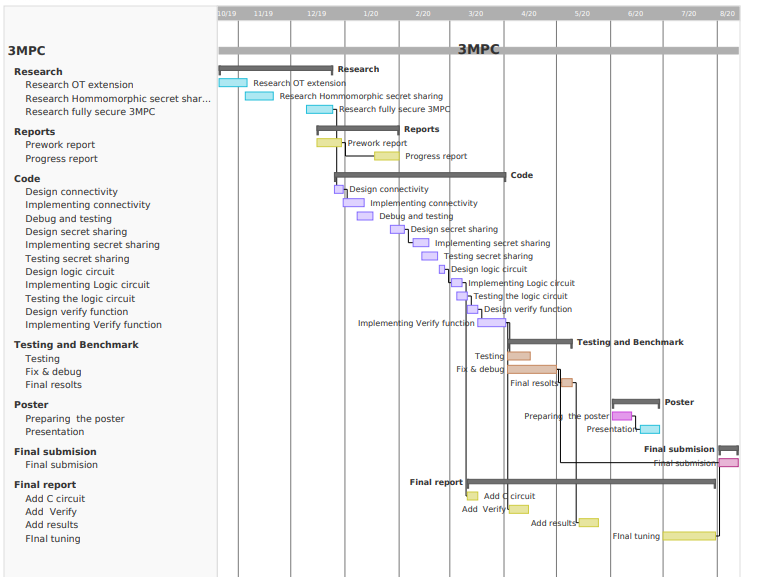 10/19 11/19 12/19 1/20 2/20 3/20 4/20 5/20 6/20 7/20 8/20
3MPC 3MPC
Research Research
Research OT extension Research OT extension
Research Hommomorphic secret shar... Research Hommomorphic secret sharing
Research fully secure 3MPC Research fully secure 3MPC
Reports Reports
Prework report Prework report
Progress report Progress report
Code Code
Design connectivity Design connectivity
Implementing connectivity Implementing connectivity
Debug and testing Debug and testing
Design secret sharing Design secret sharing
Implementing secret sharing Implementing secret sharing
Testing secret sharing Testing secret sharing
Design logic circuit Design logic circuit
Implementing Logic circuit Implementing Logic circuit
Testing the logic circuit Testing the logic circuit
Design verify function Design verify function
Implementing Verify function Implementing Verify function
Testing and Benchmark Testing and Benchmark
Testing Testing
Fix & debug Fix & debug
Final resolts Final resolts
Poster Poster
Preparing the poster Preparing the poster
Presentation Presentation
Final submision Final submision
Final submision Final submision
Final report Final report
Add C circuit Add C circuit
Add Verify Add Verify
Add results Add results
FInal tuning FInal tuning